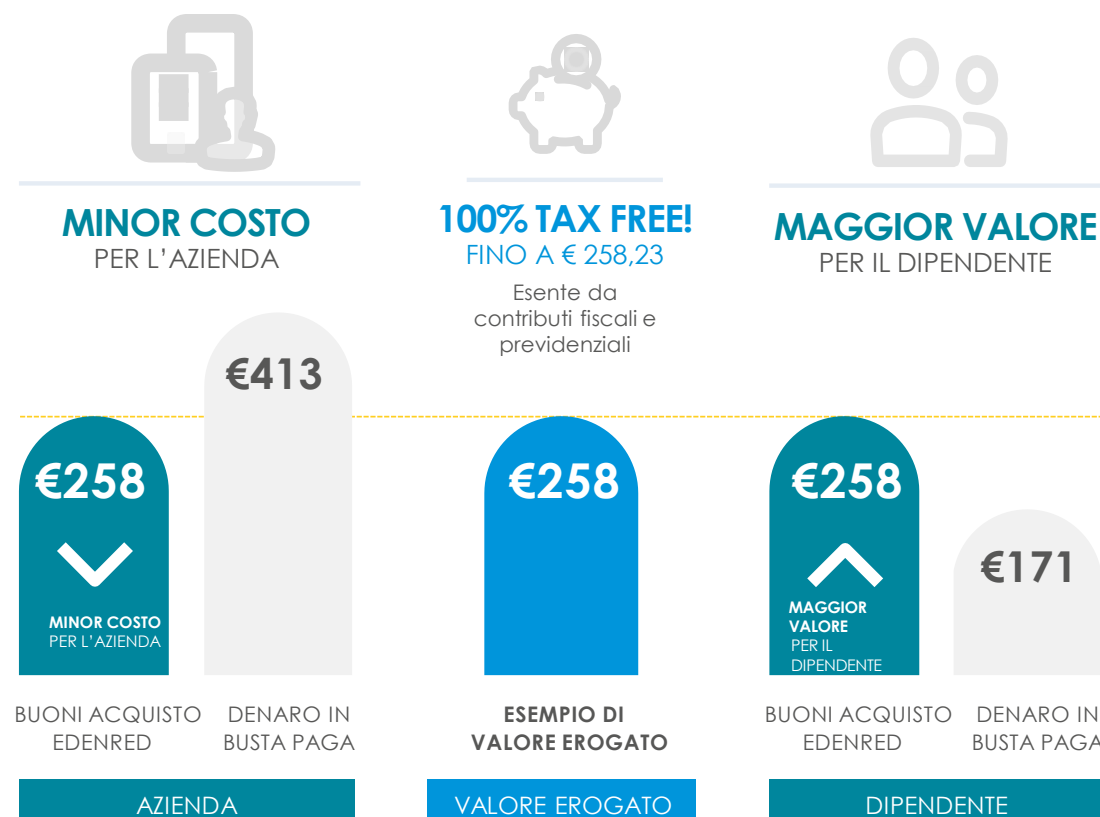 MINOR COSTO
PER L'AZIENDA
€413
€258
MINOR COSTO
PER L'AZIENDA
BUONI ACQUISTO
EDENRED
DENARO IN
BUSTA PAGA
AZIENDA
100% TAX FREE!
FINO A € 258,23
Esente da
contributi fiscali e
previdenziali
€258
ESEMPIO DI
VALORE EROGATO
VALORE EROGATO
MAGGIOR VALORE
PER IL DIPENDENTE
€258
MAGGIOR
VALORE
PER IL
DIPENDENTE
€171
BUONI ACQUISTO
EDENRED
DENARO IN
BUSTA PAGA
DIPENDENTE